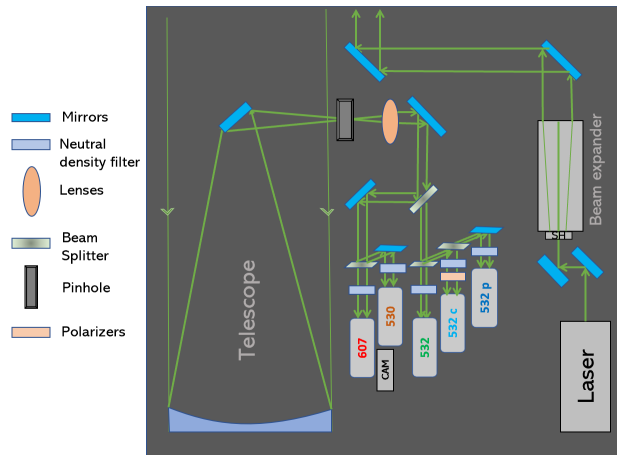 Mirrors
Neutral
density filter
Lenses
Beam
Splitter
Pinhole
Polarizers
Telescope
Beam expander
SH
Laser
607
530
CAM
532
532 c
532 p